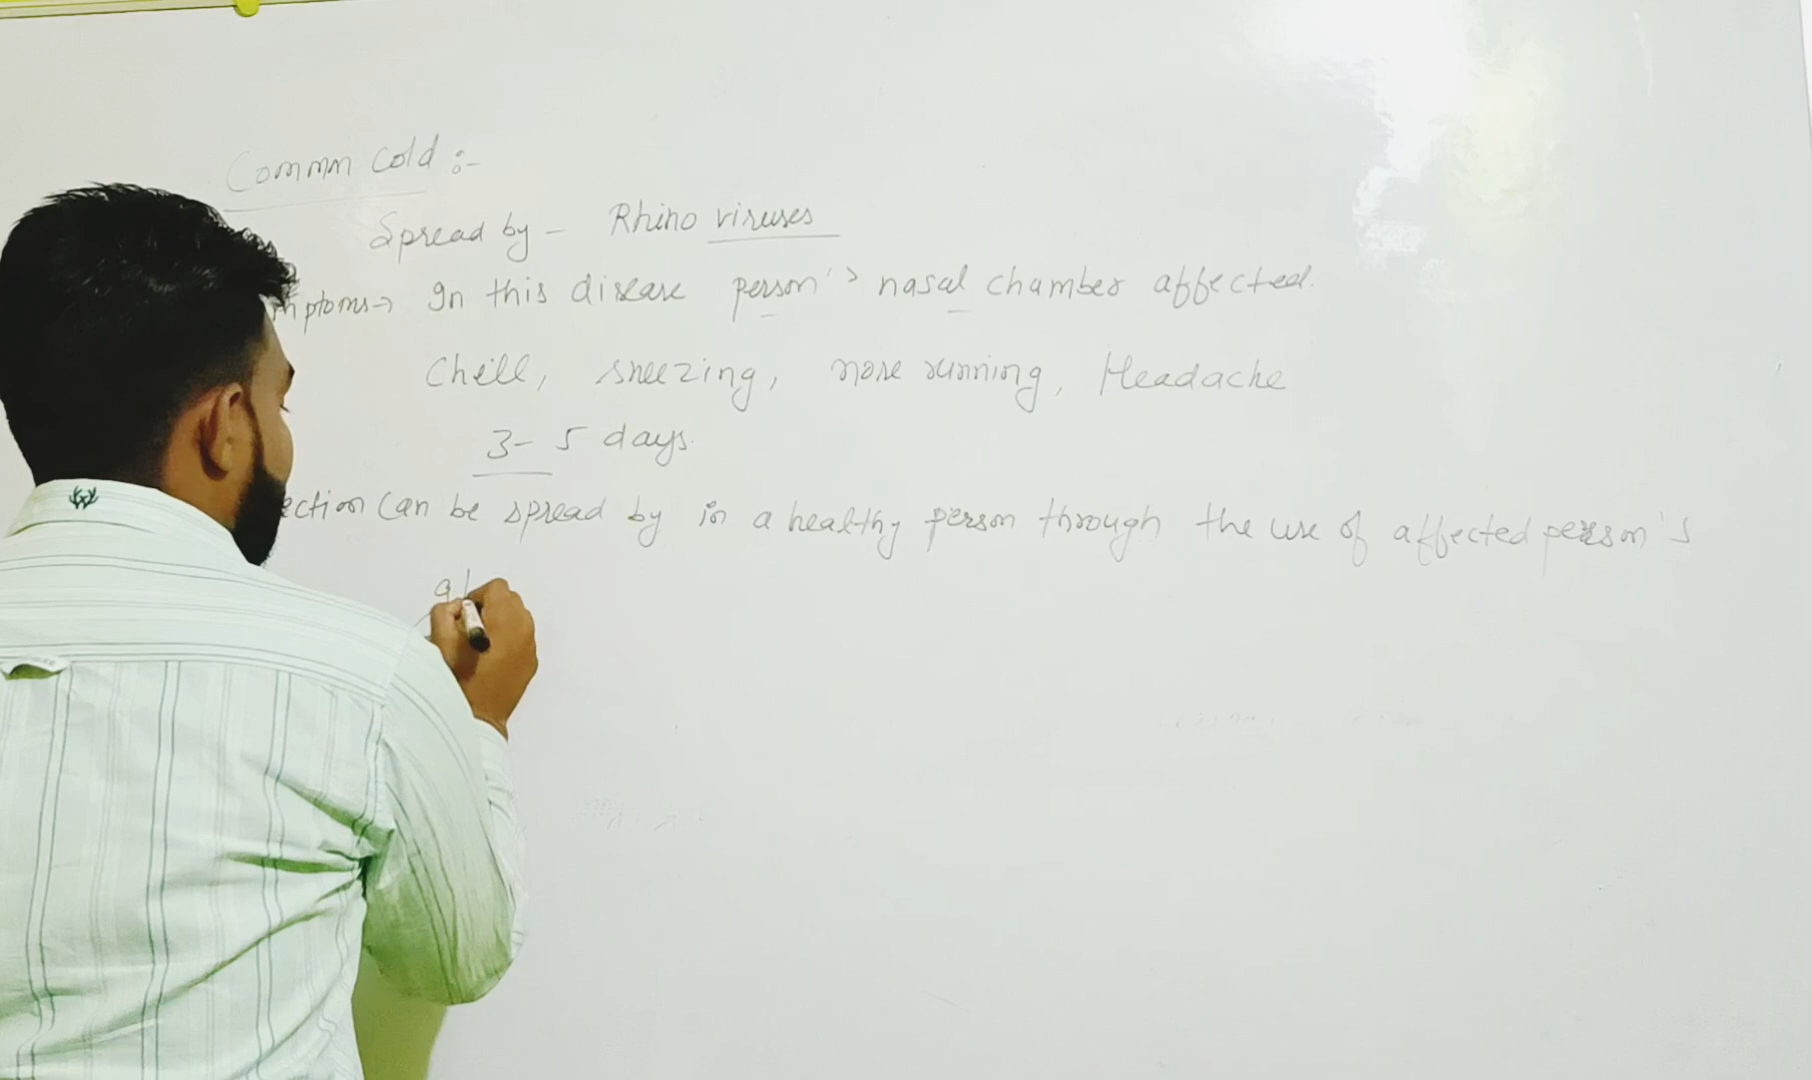 Common Cold :-
Spread by - Rhino viruses
mptoms→ In this disease person's nasal chamber affected.
Chill, sneezing, nose running, Headache
3- 5 days.
ection can be spread by in a healthy person through the use of affected person's